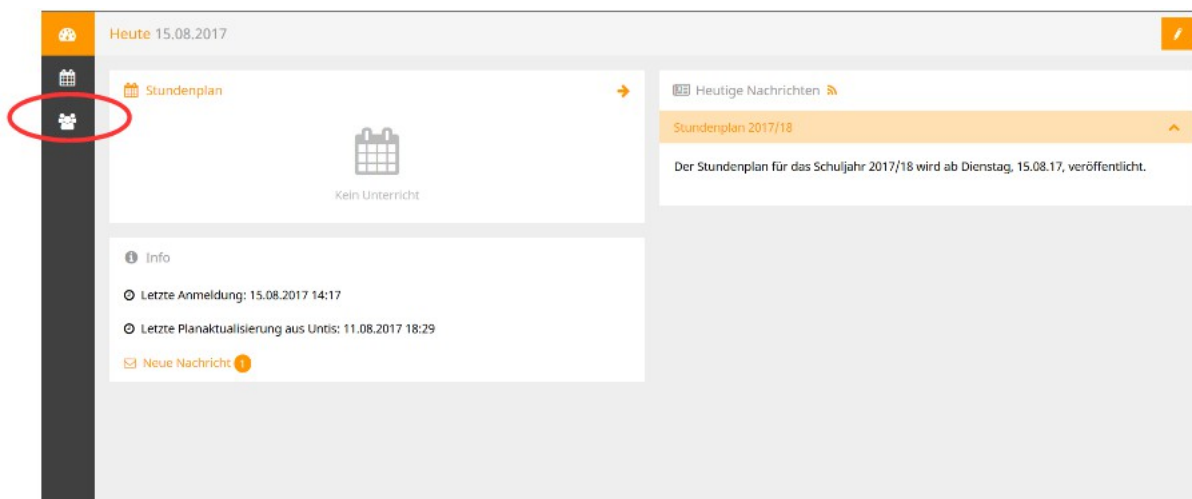 Heute 15.08.2017
Stundenplan
Kein Unterricht
Info
Letzte Anmeldung: 15.08.2017 14:17
Letzte Planaktualisierung aus Untis: 11.08.2017 18:29
Neue Nachricht 1
Heutige Nachrichten
Stundenplan 2017/18
Der Stundenplan für das Schuljahr 2017/18 wird ab Dienstag, 15.08.17, veröffentlicht.